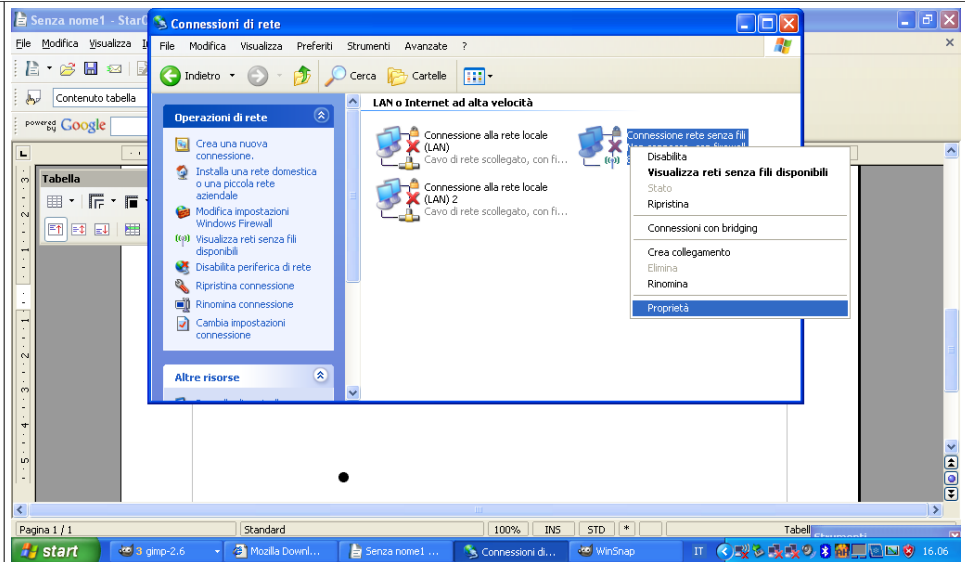 Senza nome1 - StarO
Connessioni di rete
File Modifica Visualizza I
File Modifica Visualizza Preferiti Strumenti Avanzate ?
Indietro Cerca Cartelle
Contenuto tabella
powered by Google
Operazioni di rete
Crea una nuova
connessione.
Installa una rete domestica
o una piccola rete
aziendale
Modifica impostazioni
Windows Firewall
Visualizza reti senza fili
disponibili
Disabilita periferica di rete
Ripristina connessione
Rinomina connessione
Cambia impostazioni
connessione
Altre risorse
LAN o Internet ad alta velocità
Connessione alla rete locale
(LAN)
Cavo di rete scollegato, con fi...
Connessione alla rete locale
(LAN) 2
Cavo di rete scollegato, con fi...
Connessione rete senza fili
Disabilita
Visualizza reti senza fili disponibili
Stato
Ripristina
Connessioni con bridging
Crea collegamento
Elimina
Rinomina
Proprietà
Tabella
Pagina 1 / 1 Standard 100% INS STD * Tabell
start 3 gimp-2.6 Mozilla Downl... Senza nome1 ... Connessioni di... WinSnap IT 16.06